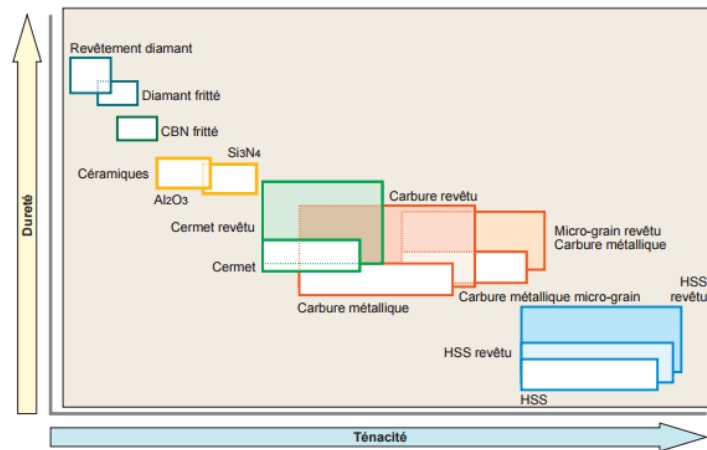 Revêtement diamant
Diamant fritté
CBN fritté
Si3N4
Céramiques
Al2O3
Carbure revêtu
Cermet revêtu
Micro-grain revêtu
Carbure métallique
Cermet
HSS
revêtu
Carbure métallique micro-grain
Carbure métallique
HSS revêtu
HSS
Dureté
Ténacité